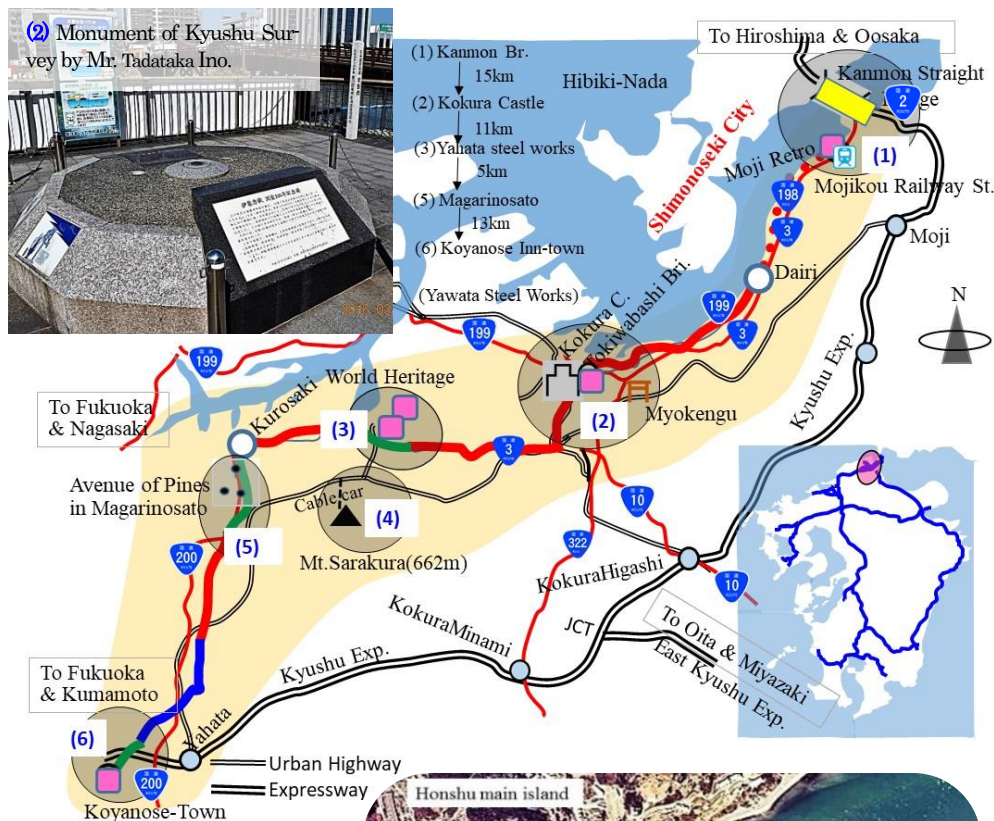 (2) Monument of Kyushu Sur-
vey by Mr. Tadataka Ino.
(1) Kanmon Br.
15km
(2) Kokura Castle
11km
(3)Yahata steel works
5km
(5) Magarinosato
13km
(6) Koyanose Inn-town
(Yawata Steel Works)
Hibiki-Nada
Shimonoseki City
To Hiroshima & Oosaka
Kanmon Straight
2
(1)
Moji Retro
Mojikou Railway St.
198
3
Moji
Dairi
199
3
N
Kyushu Exp.
199
199
Kokura C.
Tokiwabashi Bri.
Myokengu
(2)
World Heritage
(3)
To Fukuoka
& Nagasaki
Kurosaki
3
Avenue of Pines
in Magarinosato
Cable car
(4)
Mt.Sarakura(662m)
(5)
200
10
322
KokuraHigashi
10
KokuraMinami
JCT
To Oita & Miyazaki
East Kyushu Exp.
Kyushu Exp.
To Fukuoka
& Kumamoto
(6)
Yahata
200
Koyanose-Town
Urban Highway
Expressway
Honshu main island